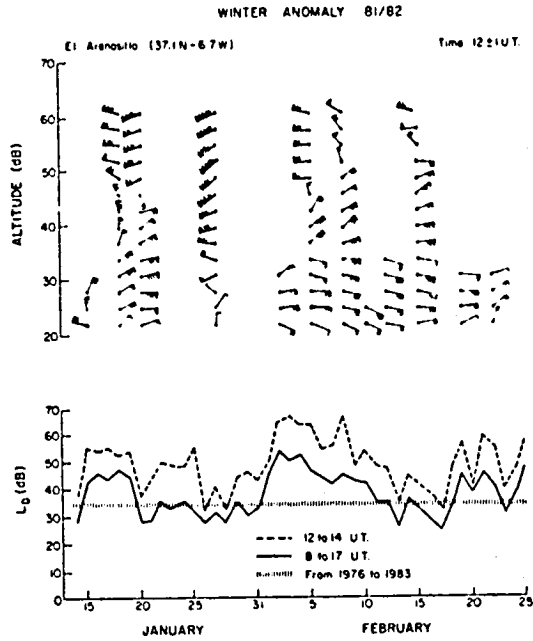 WINTER ANOMALY 81/82
El Arenosillo (37.1N-6.7W) Time 12±1 U.T.
ALTITUDE (dB)
70
60
50
40
30
20
L_D (dB)
70
60
50
40
30
20
10
0
12 to 14 U.T.
8 to 17 U.T.
From 1976 to 1983
15 20 25 31 5 10 15 20 25
JANUARY FEBRUARY